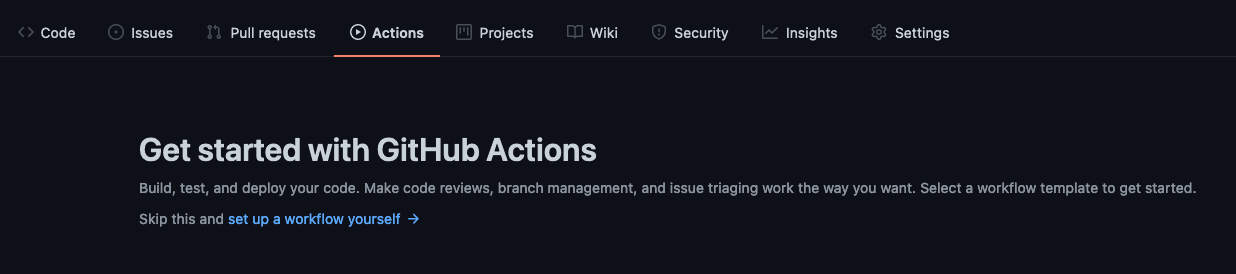 Code Issues Pull requests Actions Projects Wiki Security Insights Settings
Get started with GitHub Actions
Build, test, and deploy your code. Make code reviews, branch management, and issue triaging work the way you want. Select a workflow template to get started.
Skip this and set up a workflow yourself →